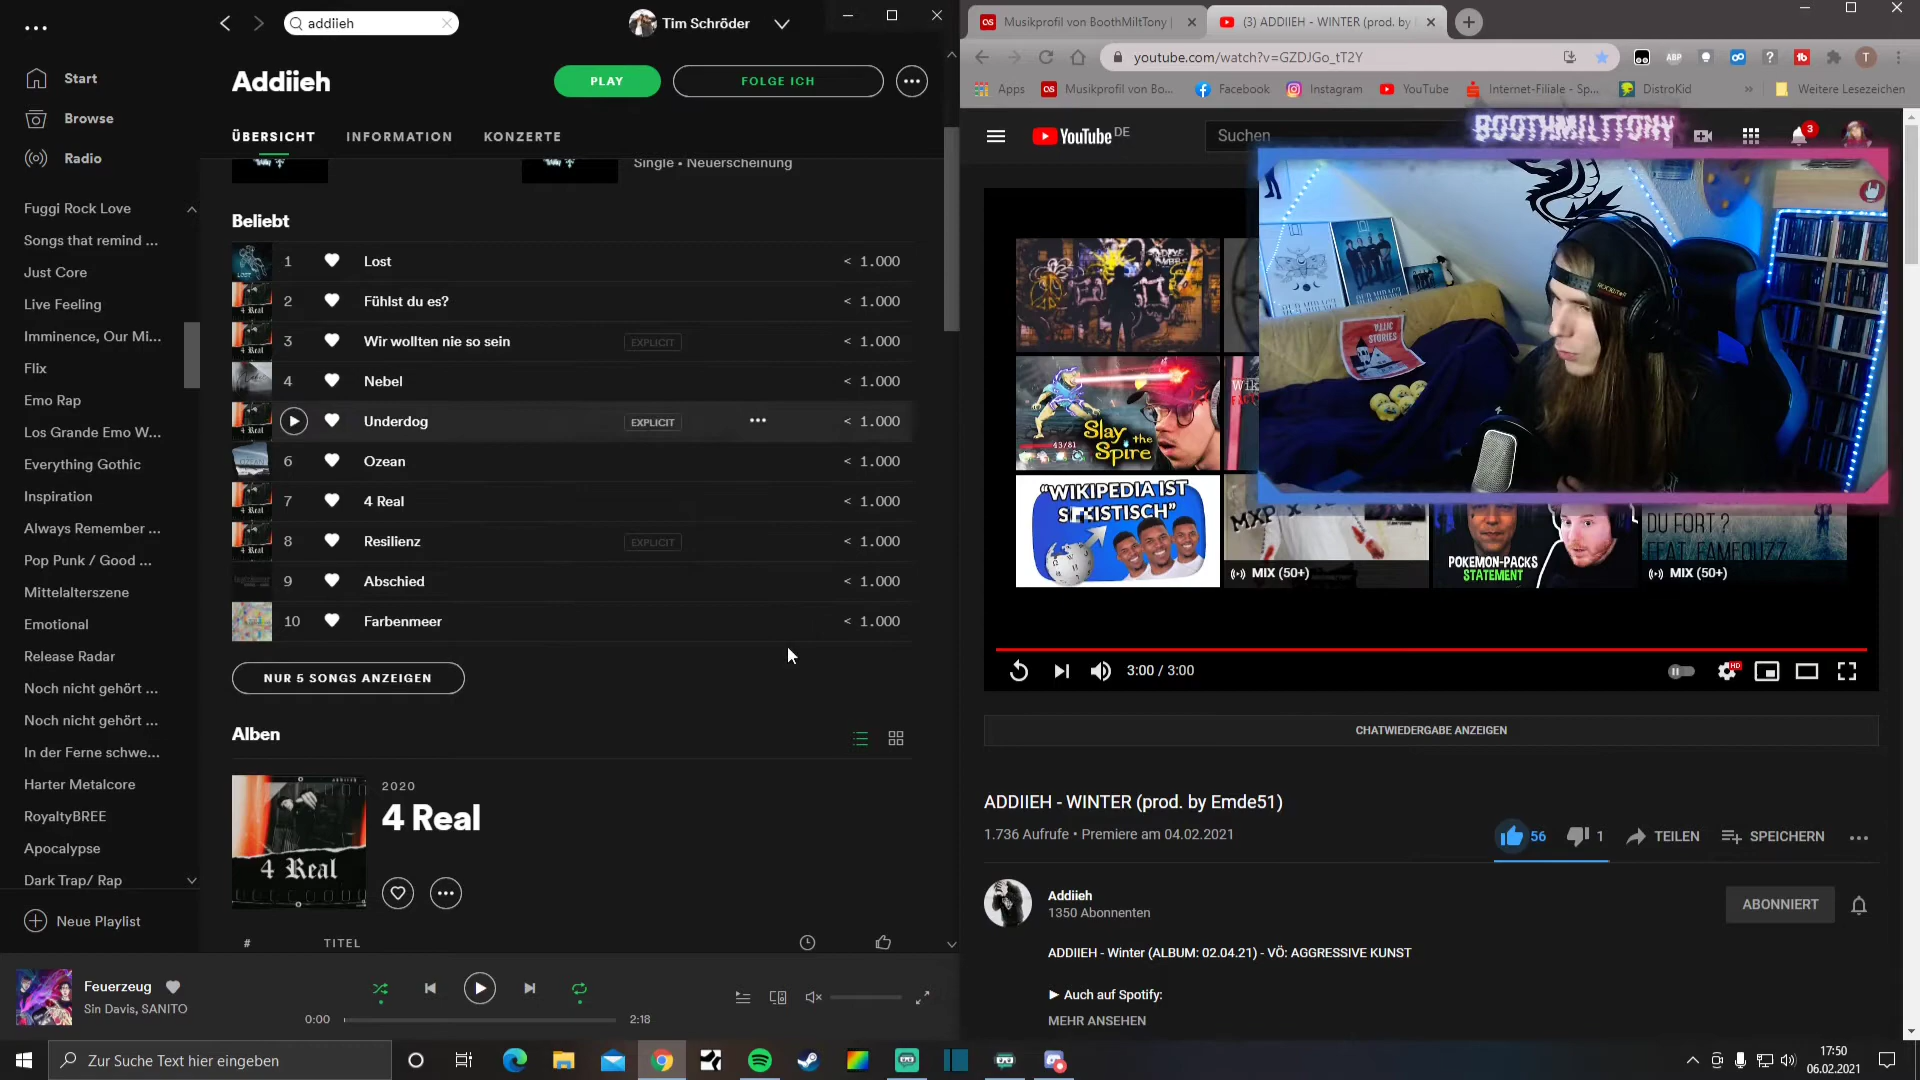 addiieh
Tim Schröder
Start
Browse
Radio
Fuggi Rock Love
Songs that remind ...
Just Core
Live Feeling
Imminence, Our Mi...
Flix
Emo Rap
Los Grande Emo W...
Everything Gothic
Inspiration
Always Remember ...
Pop Punk / Good ...
Mittelalterszene
Emotional
Release Radar
Noch nicht gehört ...
Noch nicht gehört ...
In der Ferne schwe...
Harter Metalcore
RoyaltyBREE
Apocalypse
Dark Trap/ Rap
Neue Playlist
Addiieh
PLAY
FOLGE ICH
ÜBERSICHT INFORMATION KONZERTE
Single • Neuerscheinung
Beliebt
1 Lost < 1.000
2 Fühlst du es? < 1.000
3 Wir wollten nie so sein EXPLICIT < 1.000
4 Nebel < 1.000
Underdog EXPLICIT < 1.000
6 Ozean < 1.000
7 4 Real < 1.000
8 Resilienz EXPLICIT < 1.000
9 Abschied < 1.000
10 Farbenmeer < 1.000
NUR 5 SONGS ANZEIGEN
Alben
2020
4 Real
4 Real
# TITEL
Feuerzeug
Sin Davis, SANITO
0:00
2:18
Musikprofil von BoothMiltTony |
(3) ADDIIEH - WINTER (prod. by
youtube.com/watch?v=GZDJGo_tT2Y
ABP
T
Apps
Musikprofil von Bo...
Facebook
Instagram
YouTube
Internet-Filiale - Sp...
DistroKid
»
Weitere Lesezeichen
YouTube DE
Suchen
BOOTHMILTTONY
3
STORIES
43/81
Slay the Spire
"WIKIPEDIA IST
SEXISTISCH"
MXP
MIX (50+)
POKEMON-PACKS
STATEMENT
DU FORT ?
FEAT. FAMEQUZZ
MIX (50+)
3:00 / 3:00
HD
CHATWIEDERGABE ANZEIGEN
ADDIIEH - WINTER (prod. by Emde51)
1.736 Aufrufe • Premiere am 04.02.2021
56
1
TEILEN
SPEICHERN
Addiieh
1350 Abonnenten
ABONNIERT
ADDIIEH - Winter (ALBUM: 02.04.21) - VÖ: AGGRESSIVE KUNST
► Auch auf Spotify:
MEHR ANSEHEN
Zur Suche Text hier eingeben
17:50
06.02.2021